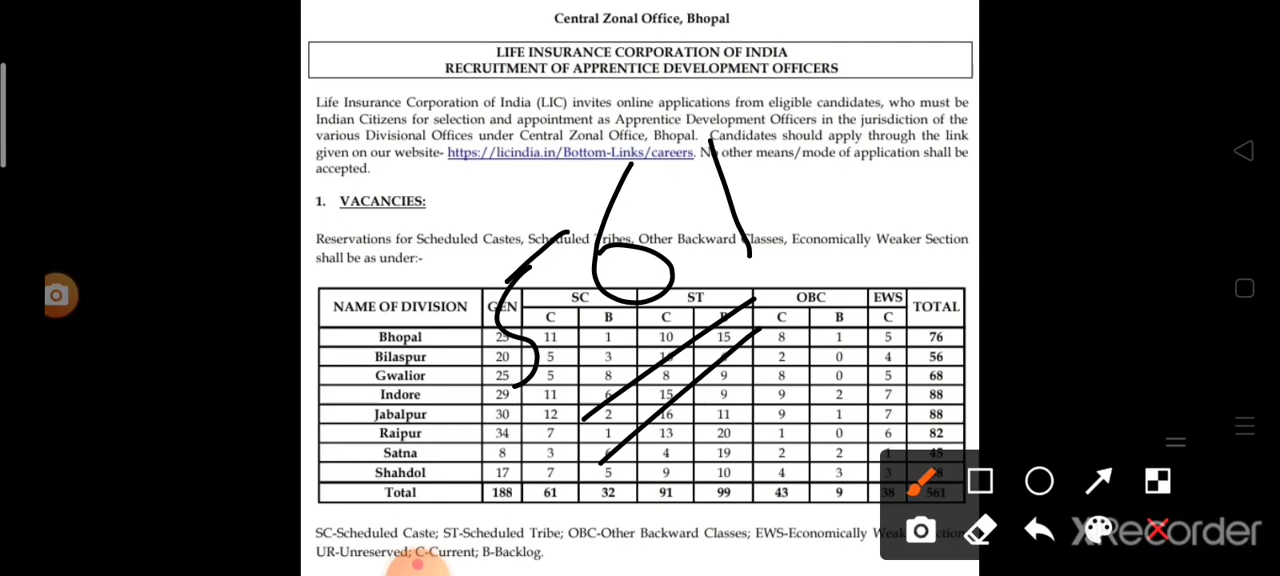 Central Zonal Office, Bhopal
LIFE INSURANCE CORPORATION OF INDIA
RECRUITMENT OF APPRENTICE DEVELOPMENT OFFICERS
Life Insurance Corporation of India (LIC) invites online applications from eligible candidates, who must be
Indian Citizens for selection and appointment as Apprentice Development Officers in the jurisdiction of the
various Divisional Offices under Central Zonal Office, Bhopal. Candidates should apply through the link
given on our website- https://licindia.in/Bottom-Links/careers. No other means/mode of application shall be
accepted.
1. VACANCIES:
Reservations for Scheduled Castes, Scheduled Tribes, Other Backward Classes, Economically Weaker Section
shall be as under:-
561
NAME OF DIVISION GEN SC ST OBC EWS TOTAL
C B C B C B C
Bhopal 25 11 1 10 15 8 1 5 76
Bilaspur 20 5 3 2 0 4 56
Gwalior 25 5 8 8 9 8 0 5 68
Indore 29 11 6 15 9 9 2 7 88
Jabalpur 30 12 2 16 11 9 1 7 88
Raipur 34 7 1 13 20 1 0 6 82
Satna 8 3 4 19 2 2 1 45
Shahdol 17 7 5 9 10 4 3 3
Total 188 61 32 91 99 43 9 38 561
SC-Scheduled Caste; ST-Scheduled Tribe; OBC-Other Backward Classes; EWS-Economically
UR-Unreserved; C-Current; B-Backlog.
XRecorder